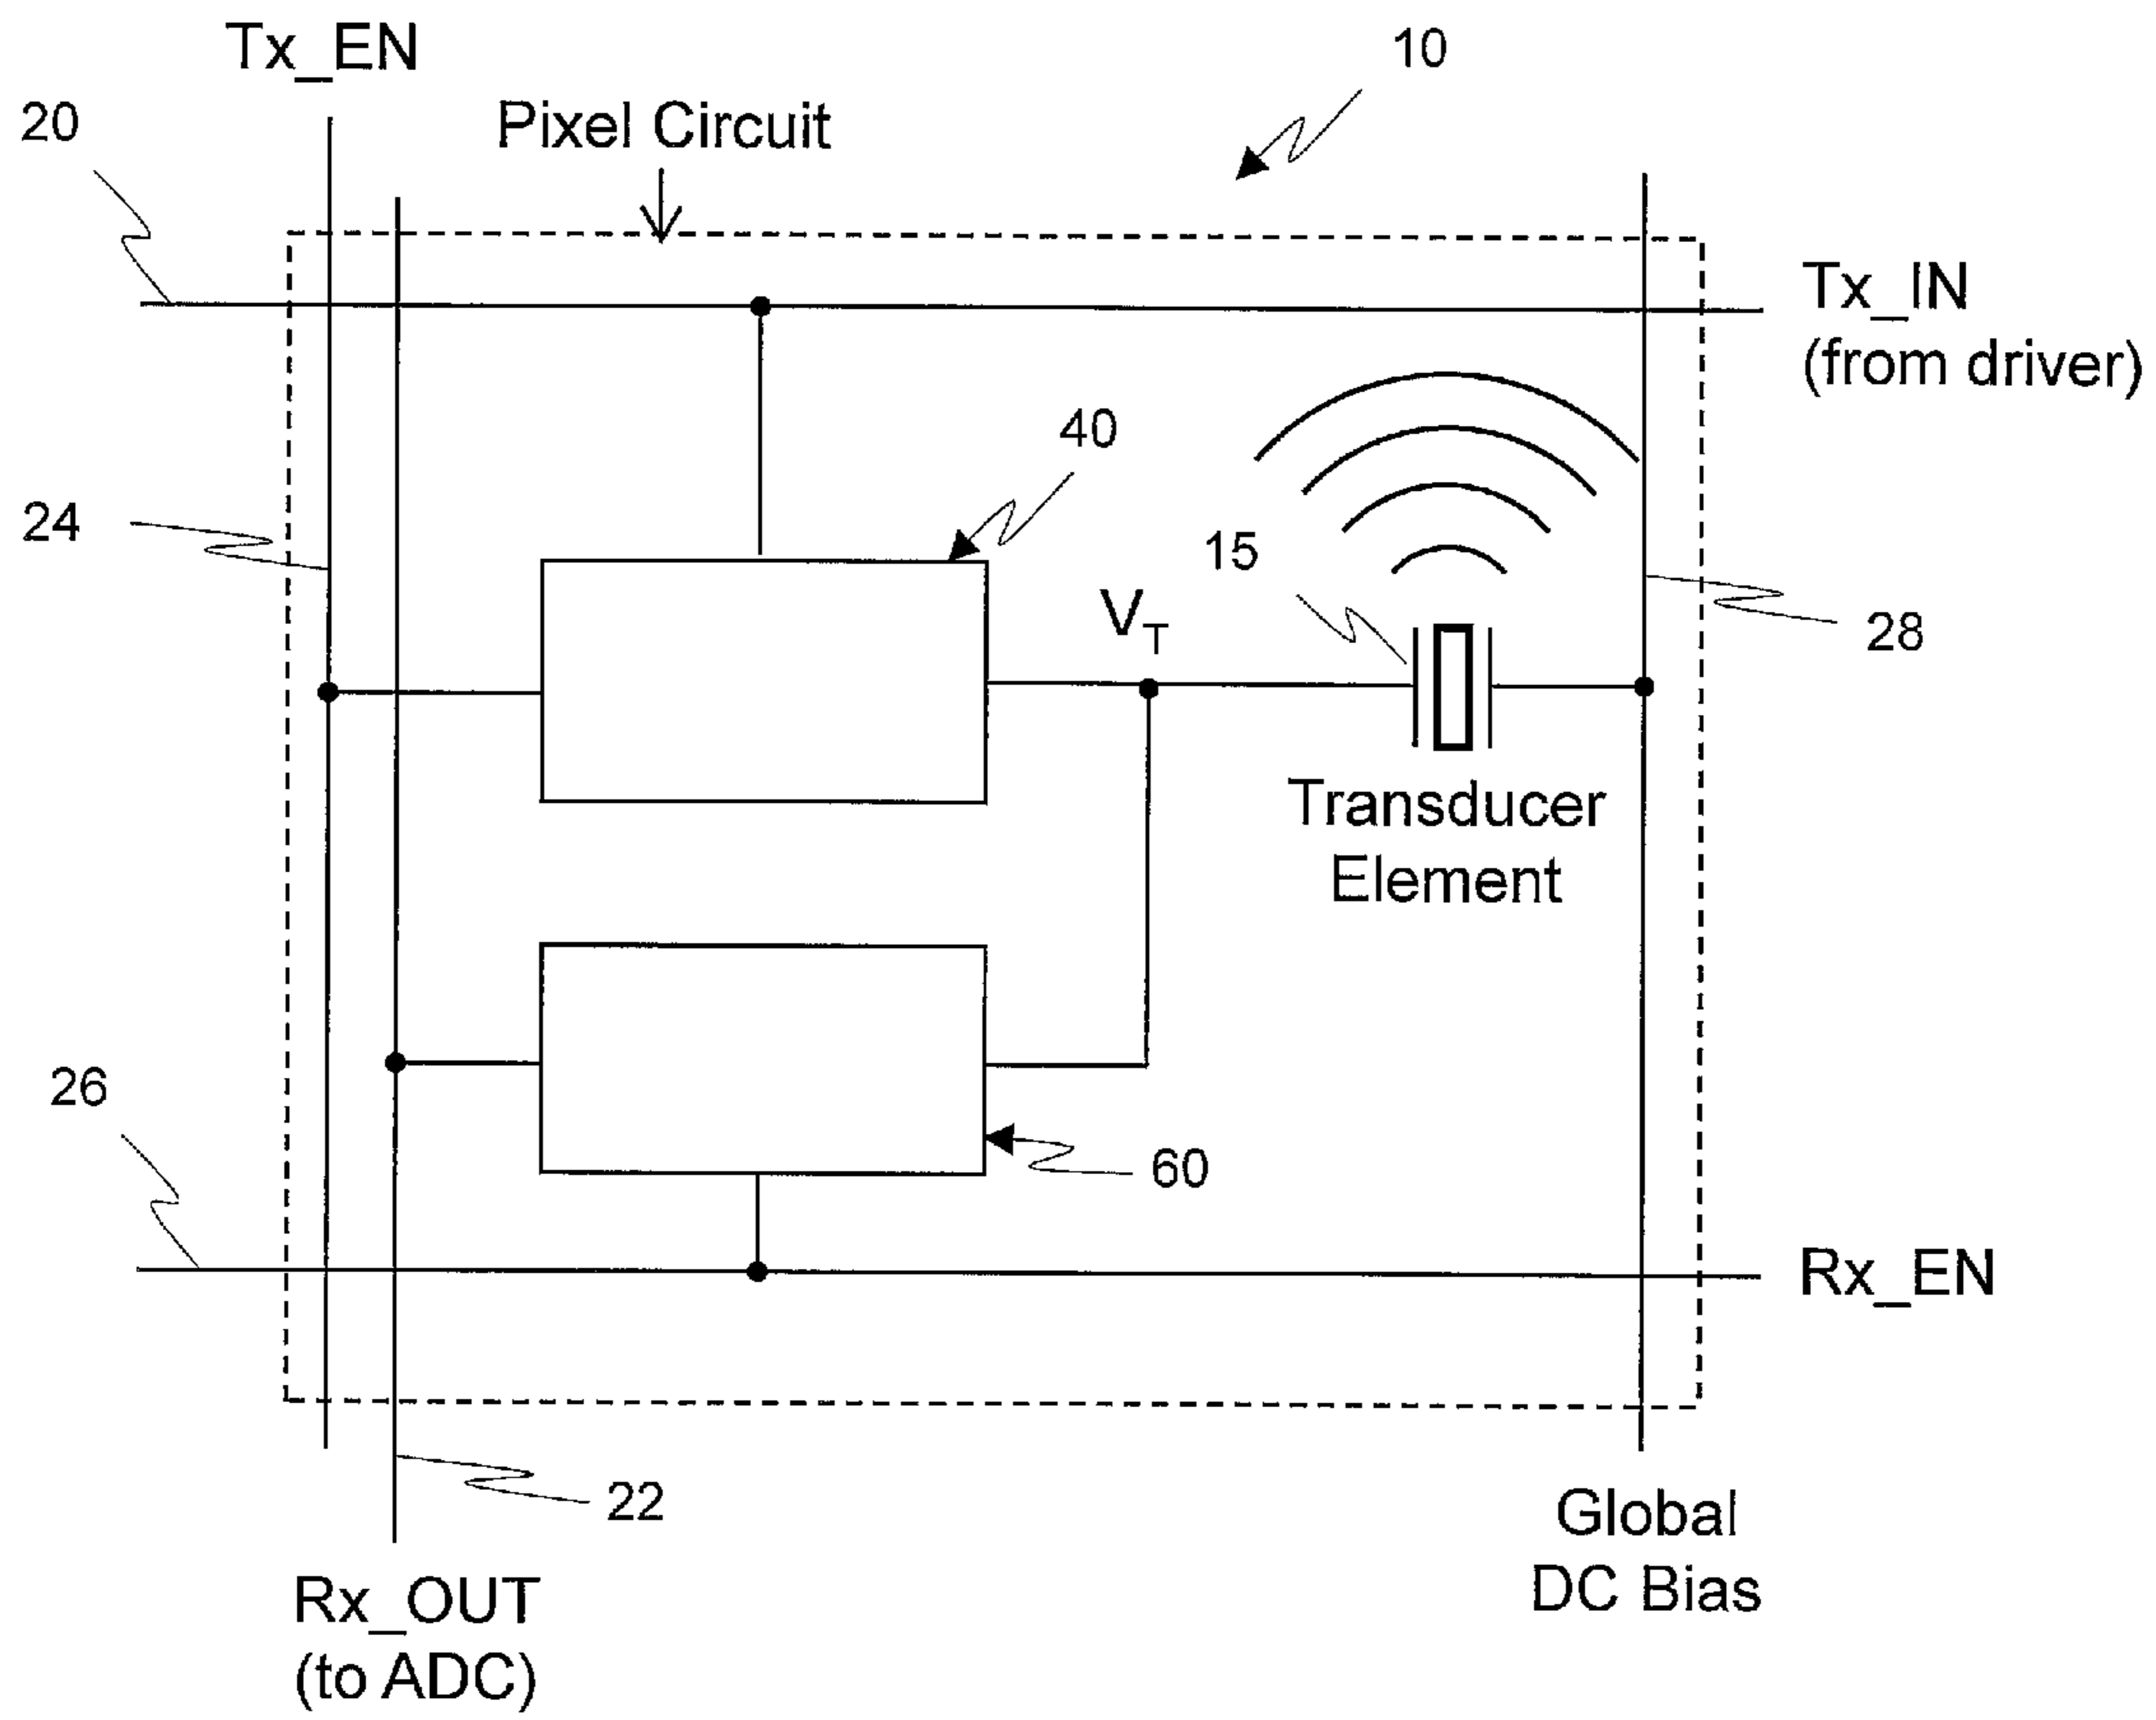 Tx_EN
10
20
Pixel Circuit
Tx_IN
(from driver)
40
24
15
V_T
28
Transducer
Element
26
60
Rx_EN
22
Global
DC Bias
Rx_OUT
(to ADC)